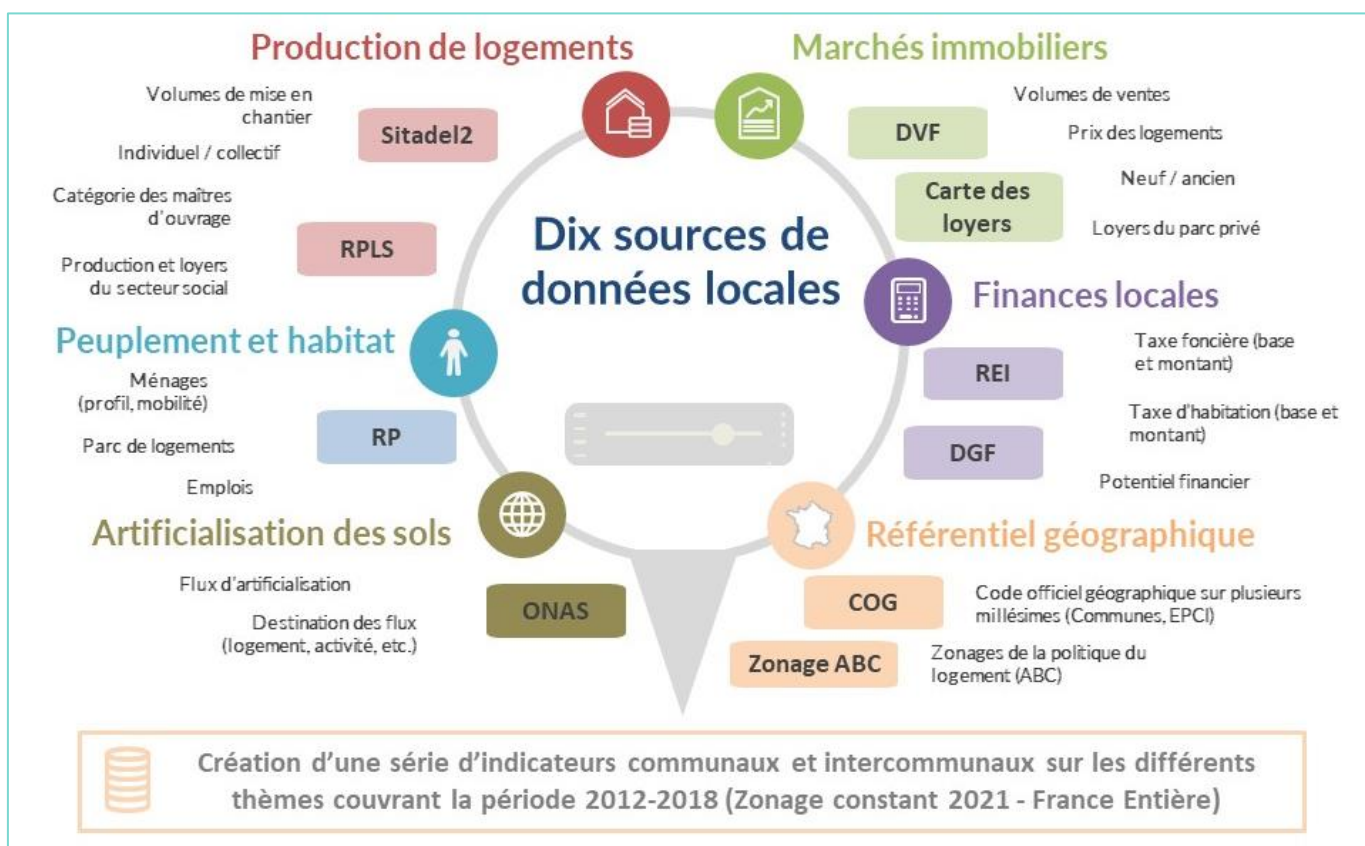 Production de logements
Volumes de mise en
chantier
Individuel / collectif
Sitadel2
Catégorie des maîtres
d'ouvrage
Production et loyers
du secteur social
RPLS
Peuplement et habitat
Ménages
(profil, mobilité)
Parc de logements
Emplois
RP
Artificialisation des sols
Flux d'artificialisation
Destination des flux
(logement, activité, etc.)
ONAS
Dix sources de
données locales
Marchés immobiliers
DVF
Volumes de ventes
Prix des logements
Carte des
loyers
Neuf / ancien
Loyers du parc privé
Finances locales
REI
Taxe foncière (base
et montant)
DGF
Taxe d'habitation (base et
montant)
Potentiel financier
Référentiel géographique
COG
Code officiel géographique sur plusieurs
millésimes (Communes, EPCI)
Zonage ABC
Zonages de la politique du
logement (ABC)
Création d'une série d'indicateurs communaux et intercommunaux sur les différents
thèmes couvrant la période 2012-2018 (Zonage constant 2021 - France Entière)